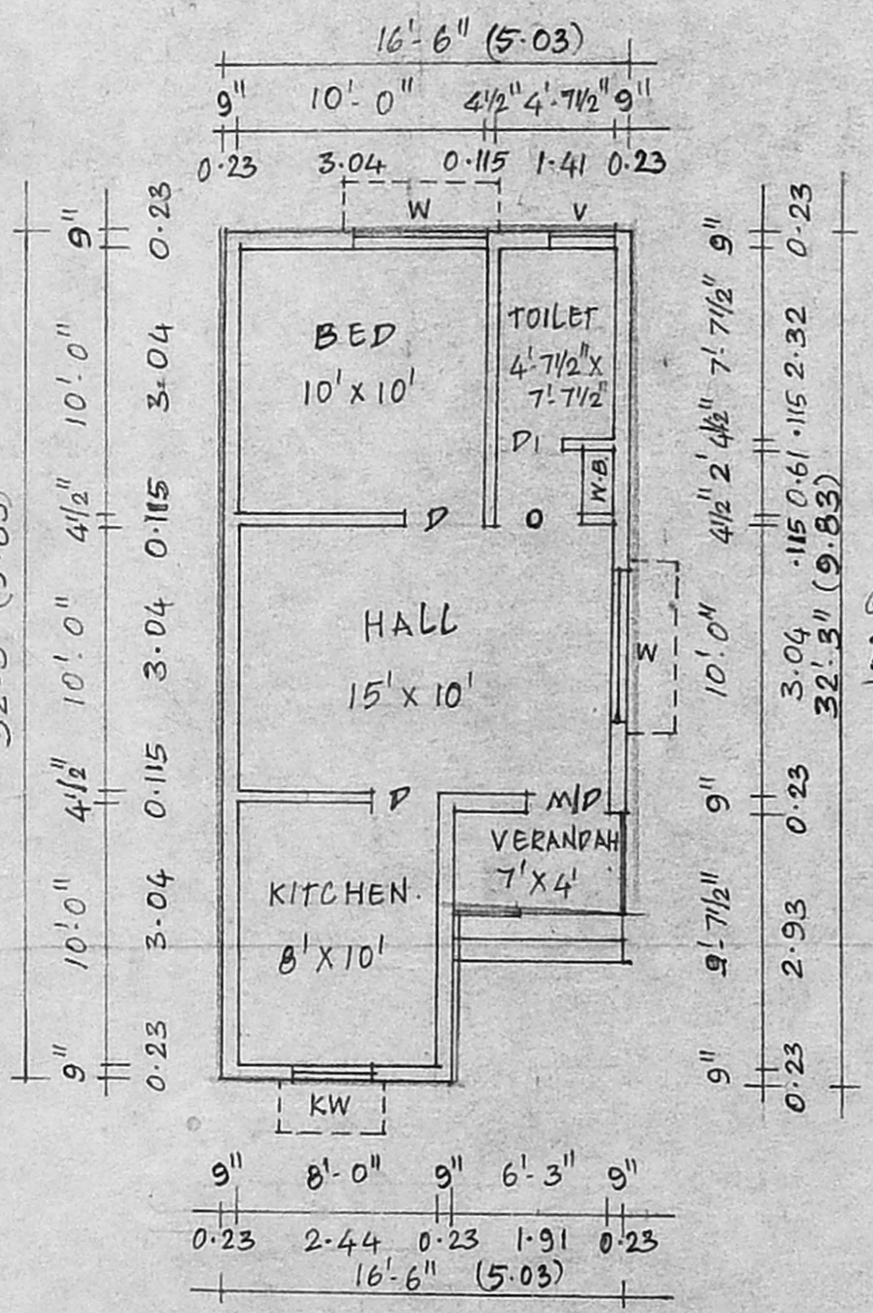 16'-6" (5.03)
9" 10'-0" 4½" 4'-7½" 9"
0.23 3.04 0.115 1.41 0.23
W V
BED
10' X 10'
TOILET
4'-7½" X
7'-7½"
D1
W.B.
D O
HALL
15' X 10'
W
D M/D
VERANDAH
7' X 4'
KITCHEN.
8' X 10'
KW
9" 10'-0" 4½" 10'-0" 4½" 10'-0" 9"
0.23 3.04 0.115 3.04 0.115 3.04 0.23
9" 7'-7½" 4½" 2' 4½" 10'-0" 9" 9'-7½" 9"
0.23 2.32 .115 0.61 .115 3.04 0.23 2.93 0.23
32'-3" (9.83)
9" 8'-0" 9" 6'-3" 9"
0.23 2.44 0.23 1.91 0.23
16'-6" (5.03)